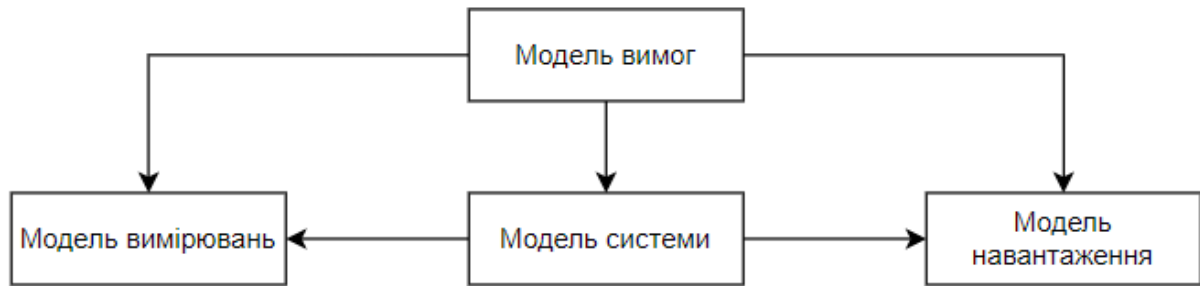 Модель вимог
Модель вимірювань
Модель системи
Модель
навантаження